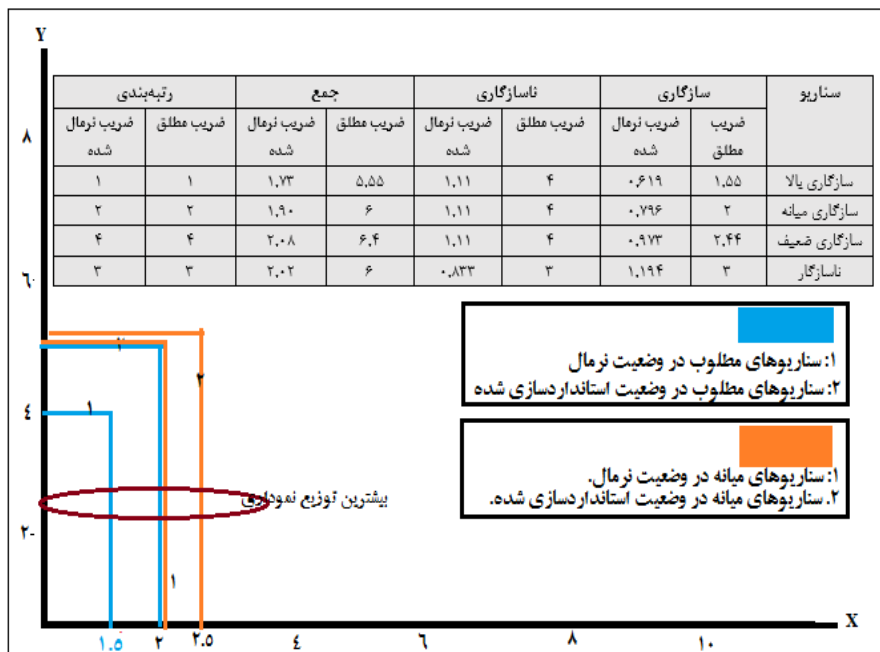 Y
سناریو سازگاری ناسازگاری جمع رتبه‌بندی
ضریب مطلق ضریب نرمال شده ضریب مطلق ضریب نرمال شده ضریب مطلق ضریب نرمال شده ضریب مطلق ضریب نرمال شده
سازگاری یالا ۱,۵۵ ۰,۶۱۹ ۴ ۱,۱۱ ۵,۵۵ ۱,۷۳ ۱ ۱
سازگاری میانه ۲ ۰,۷۹۶ ۴ ۱,۱۱ ۶ ۱,۹۰ ۲ ۲
سازگاری ضعیف ۲,۴۴ ۰,۹۷۳ ۴ ۱,۱۱ ۶,۴ ۲,۰۸ ۴ ۴
ناسازگار ۳ ۱,۱۹۴ ۳ ۰,۸۳۳ ۶ ۲,۰۲ ۳ ۳
۸
٦۰
٤
۲-
۱
۲
۱
بیشترین توزیع نموداری
۱: سناریوهای مطلوب در وضعیت نرمال
۲: سناریوهای مطلوب در وضعیت استانداردسازی شده
۱: سناریوهای میانه در وضعیت نرمال.
۲. سناریوهای میانه در وضعیت استانداردسازی شده.
۱.۵ ۲ ۲.۵ ٤ ٦ ۸ ۱۰ X